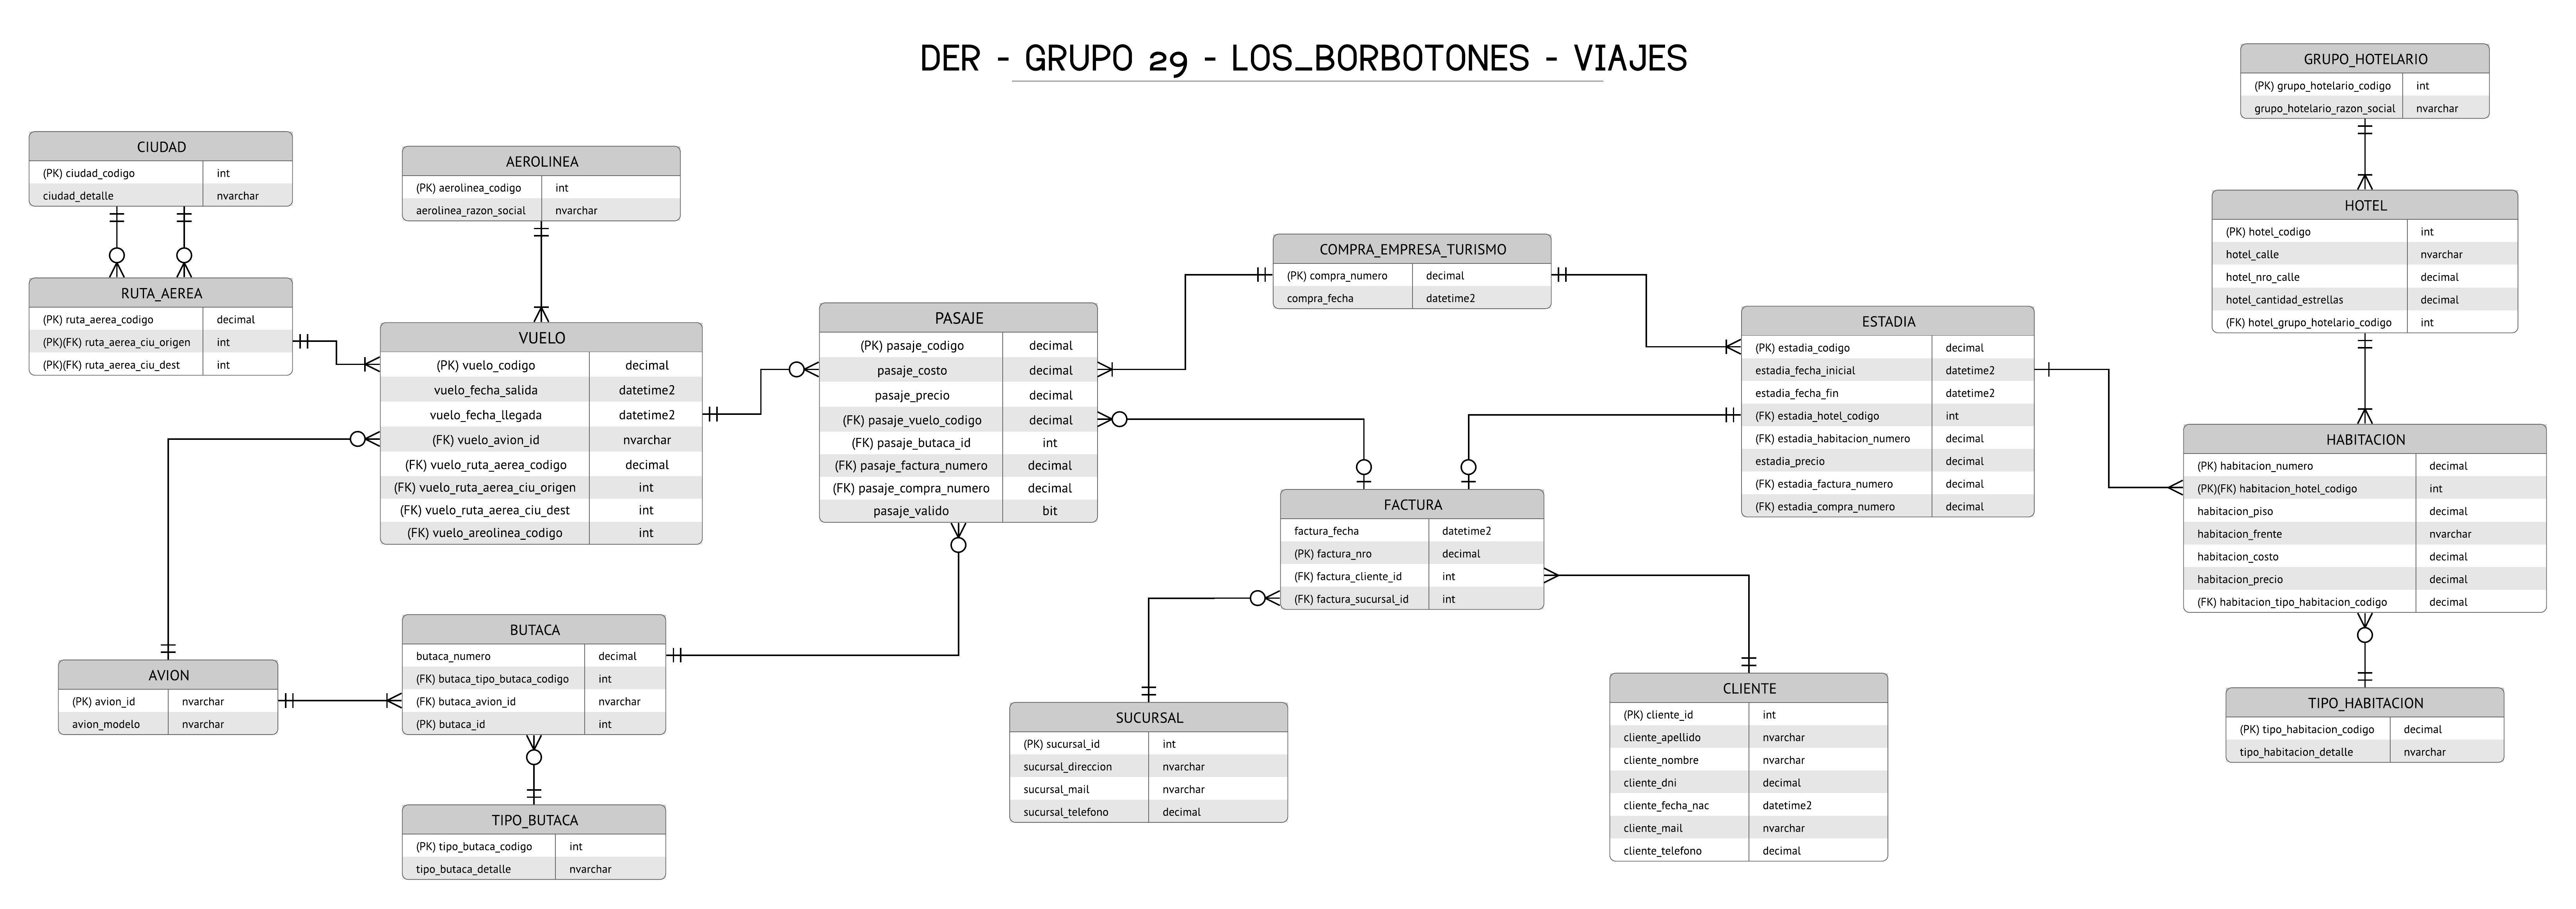 DER - GRUPO 29 - LOS_BORBOTONES - VIAJES
CIUDAD
(PK) ciudad_codigo int
ciudad_detalle nvarchar
RUTA_AEREA
(PK) ruta_aerea_codigo decimal
(PK)(FK) ruta_aerea_ciu_origen int
(PK)(FK) ruta_aerea_ciu_dest int
AEROLINEA
(PK) aerolinea_codigo int
aerolinea_razon_social nvarchar
VUELO
(PK) vuelo_codigo decimal
vuelo_fecha_salida datetime2
vuelo_fecha_llegada datetime2
(FK) vuelo_avion_id nvarchar
(FK) vuelo_ruta_aerea_codigo decimal
(FK) vuelo_ruta_aerea_ciu_origen int
(FK) vuelo_ruta_aerea_ciu_dest int
(FK) vuelo_areolinea_codigo int
AVION
(PK) avion_id nvarchar
avion_modelo nvarchar
BUTACA
butaca_numero decimal
(FK) butaca_tipo_butaca_codigo int
(FK) butaca_avion_id nvarchar
(PK) butaca_id int
TIPO_BUTACA
(PK) tipo_butaca_codigo int
tipo_butaca_detalle nvarchar
PASAJE
(PK) pasaje_codigo decimal
pasaje_costo decimal
pasaje_precio decimal
(FK) pasaje_vuelo_codigo decimal
(FK) pasaje_butaca_id int
(FK) pasaje_factura_numero decimal
(FK) pasaje_compra_numero decimal
pasaje_valido bit
COMPRA_EMPRESA_TURISMO
(PK) compra_numero decimal
compra_fecha datetime2
FACTURA
factura_fecha datetime2
(PK) factura_nro decimal
(FK) factura_cliente_id int
(FK) factura_sucursal_id int
SUCURSAL
(PK) sucursal_id int
sucursal_direccion nvarchar
sucursal_mail nvarchar
sucursal_telefono decimal
CLIENTE
(PK) cliente_id int
cliente_apellido nvarchar
cliente_nombre nvarchar
cliente_dni decimal
cliente_fecha_nac datetime2
cliente_mail nvarchar
cliente_telefono decimal
ESTADIA
(PK) estadia_codigo decimal
estadia_fecha_inicial datetime2
estadia_fecha_fin datetime2
(FK) estadia_hotel_codigo int
(FK) estadia_habitacion_numero decimal
estadia_precio decimal
(FK) estadia_factura_numero decimal
(FK) estadia_compra_numero decimal
GRUPO_HOTELARIO
(PK) grupo_hotelario_codigo int
grupo_hotelario_razon_social nvarchar
HOTEL
(PK) hotel_codigo int
hotel_calle nvarchar
hotel_nro_calle decimal
hotel_cantidad_estrellas decimal
(FK) hotel_grupo_hotelario_codigo int
HABITACION
(PK) habitacion_numero decimal
(PK)(FK) habitacion_hotel_codigo int
habitacion_piso decimal
habitacion_frente nvarchar
habitacion_costo decimal
habitacion_precio decimal
(FK) habitacion_tipo_habitacion_codigo decimal
TIPO_HABITACION
(PK) tipo_habitacion_codigo decimal
tipo_habitacion_detalle nvarchar